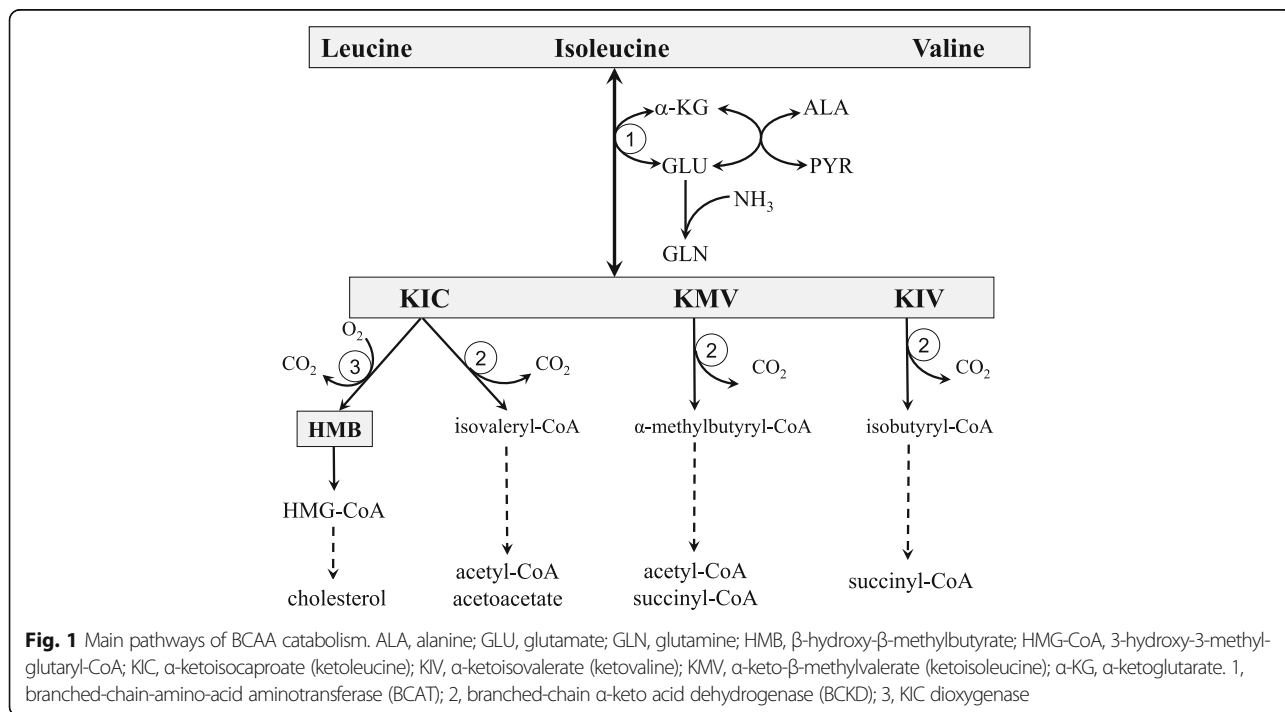 Leucine Isoleucine Valine
α-KG ALA
1
GLU PYR
NH₃
GLN
KIC KMV KIV
O₂
CO₂ 3 2 CO₂ 2 CO₂ 2 CO₂
HMB isovaleryl-CoA α-methylbutyryl-CoA isobutyryl-CoA
HMG-CoA
cholesterol
acetyl-CoA
acetoacetate
acetyl-CoA
succinyl-CoA
succinyl-CoA
Fig. 1 Main pathways of BCAA catabolism. ALA, alanine; GLU, glutamate; GLN, glutamine; HMB, β-hydroxy-β-methylbutyrate; HMG-CoA, 3-hydroxy-3-methyl-
glutaryl-CoA; KIC, α-ketoisocaproate (ketoleucine); KIV, α-ketoisovalerate (ketovaline); KMV, α-keto-β-methylvalerate (ketoisoleucine); α-KG, α-ketoglutarate. 1,
branched-chain-amino-acid aminotransferase (BCAT); 2, branched-chain α-keto acid dehydrogenase (BCKD); 3, KIC dioxygenase